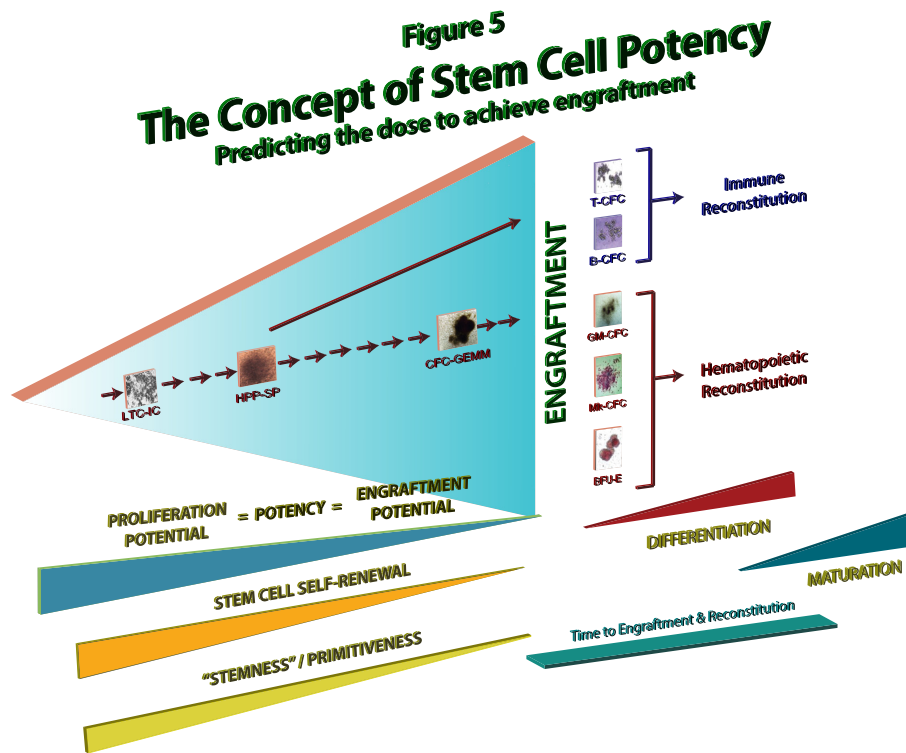 Figure 5
The Concept of Stem Cell Potency
Predicting the dose to achieve engraftment
LTC-IC
HPP-SP
CFC-GEMM
ENGRAFTMENT
T-CFC
B-CFC
Immune
Reconstitution
GM-CFC
Mk-CFC
BFU-E
Hematopoietic
Reconstitution
PROLIFERATION
POTENTIAL
= POTENCY =
ENGRAFTMENT
POTENTIAL
STEM CELL SELF-RENEWAL
"STEMNESS" / PRIMITIVENESS
DIFFERENTIATION
MATURATION
Time to Engraftment & Reconstitution